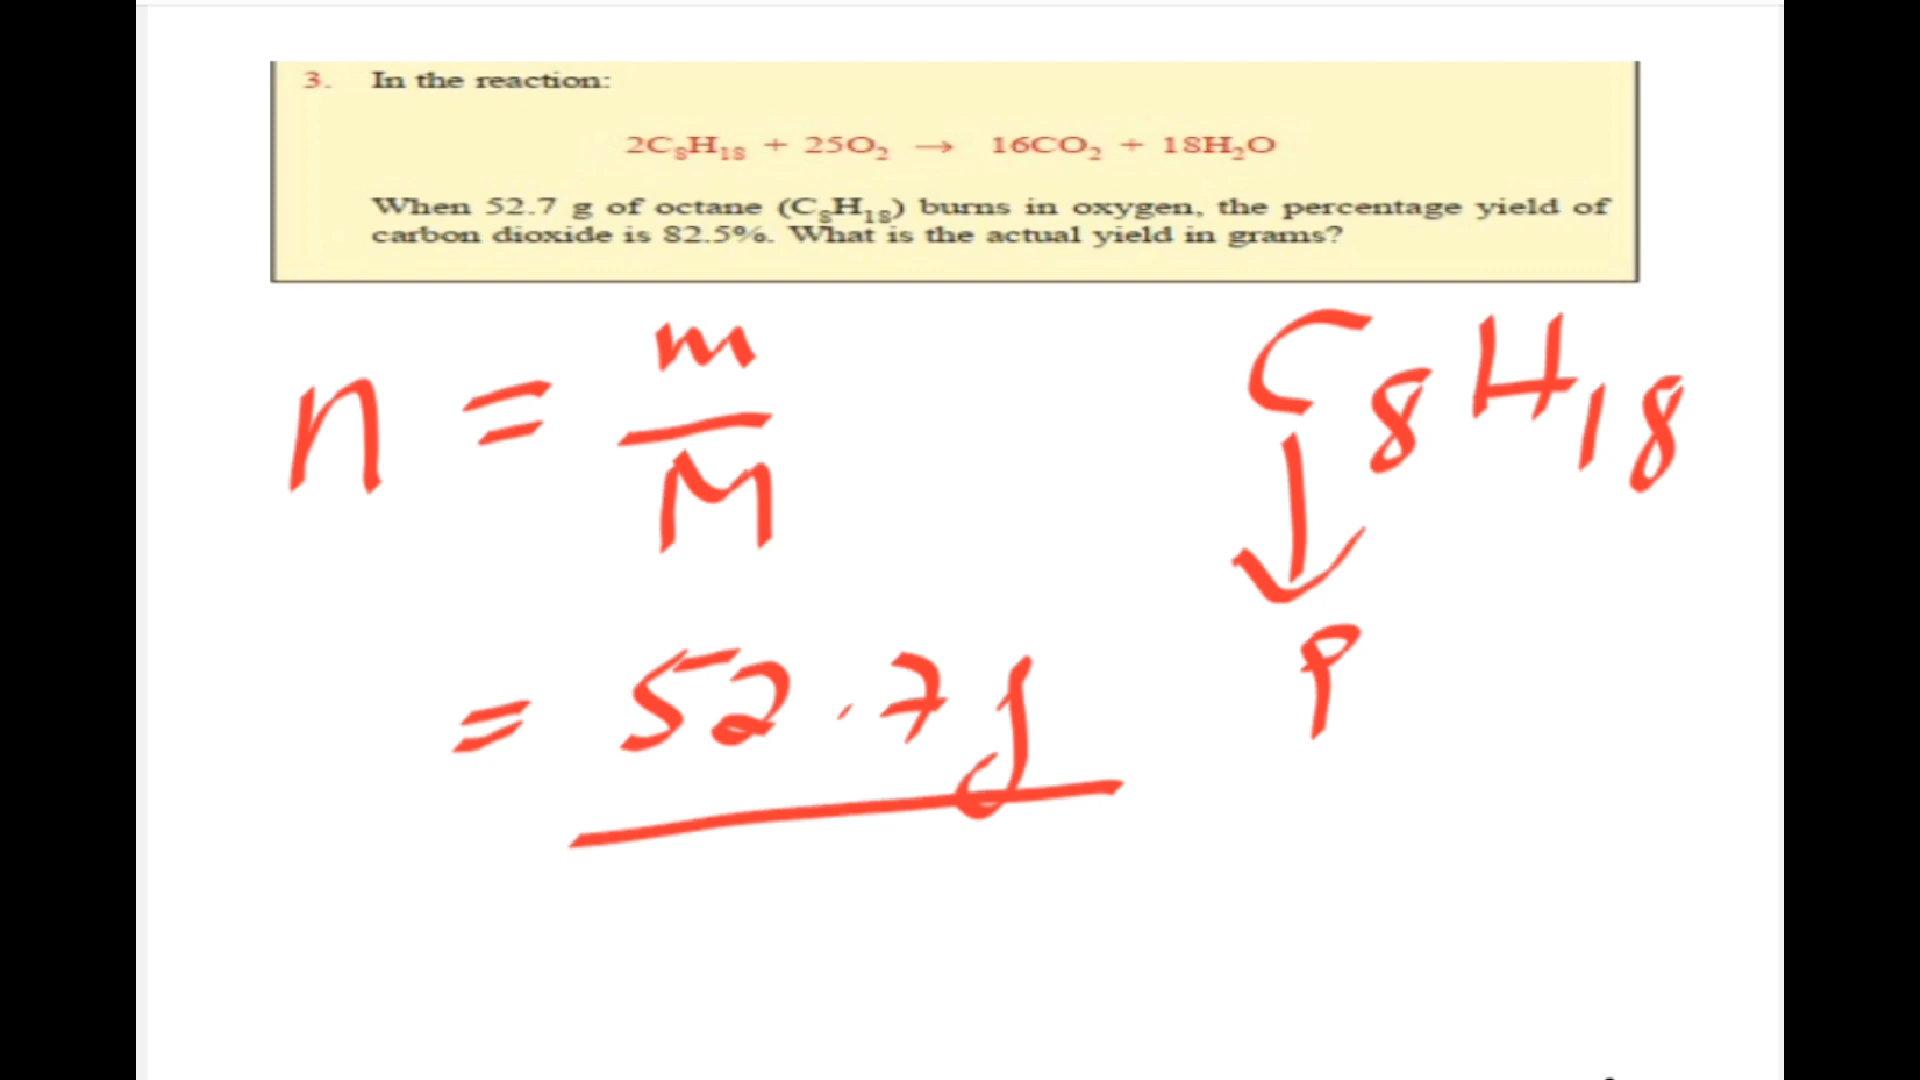 3. In the reaction:
2C₈H₁₈ + 25O₂ → 16CO₂ + 18H₂O
When 52.7 g of octane (C₈H₁₈) burns in oxygen, the percentage yield of
carbon dioxide is 82.5%. What is the actual yield in grams?
n = m/M
C₈H₁₈
= 52.7g